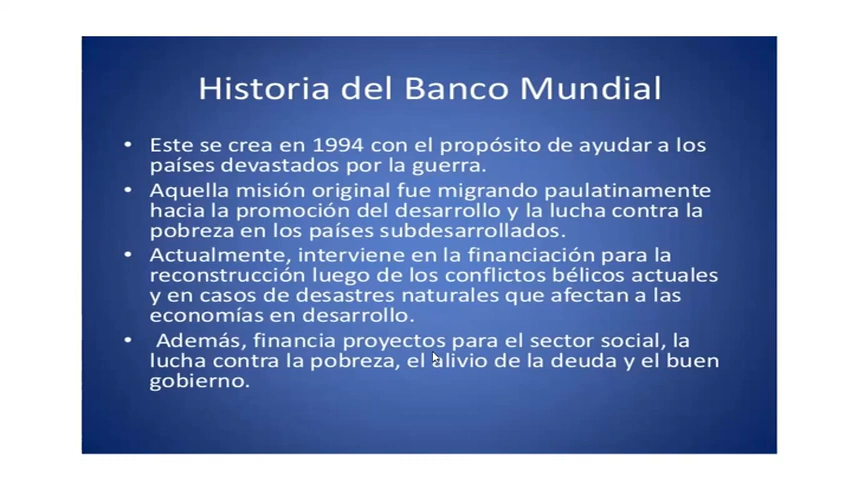 Historia del Banco Mundial
• Este se crea en 1994 con el propósito de ayudar a los
países devastados por la guerra.
• Aquella misión original fue migrando paulatinamente
hacia la promoción del desarrollo y la lucha contra la
pobreza en los países subdesarrollados.
• Actualmente, interviene en la financiación para la
reconstrucción luego de los conflictos bélicos actuales
y en casos de desastres naturales que afectan a las
economías en desarrollo.
• Además, financia proyectos para el sector social, la
lucha contra la pobreza, el alivio de la deuda y el buen
gobierno.